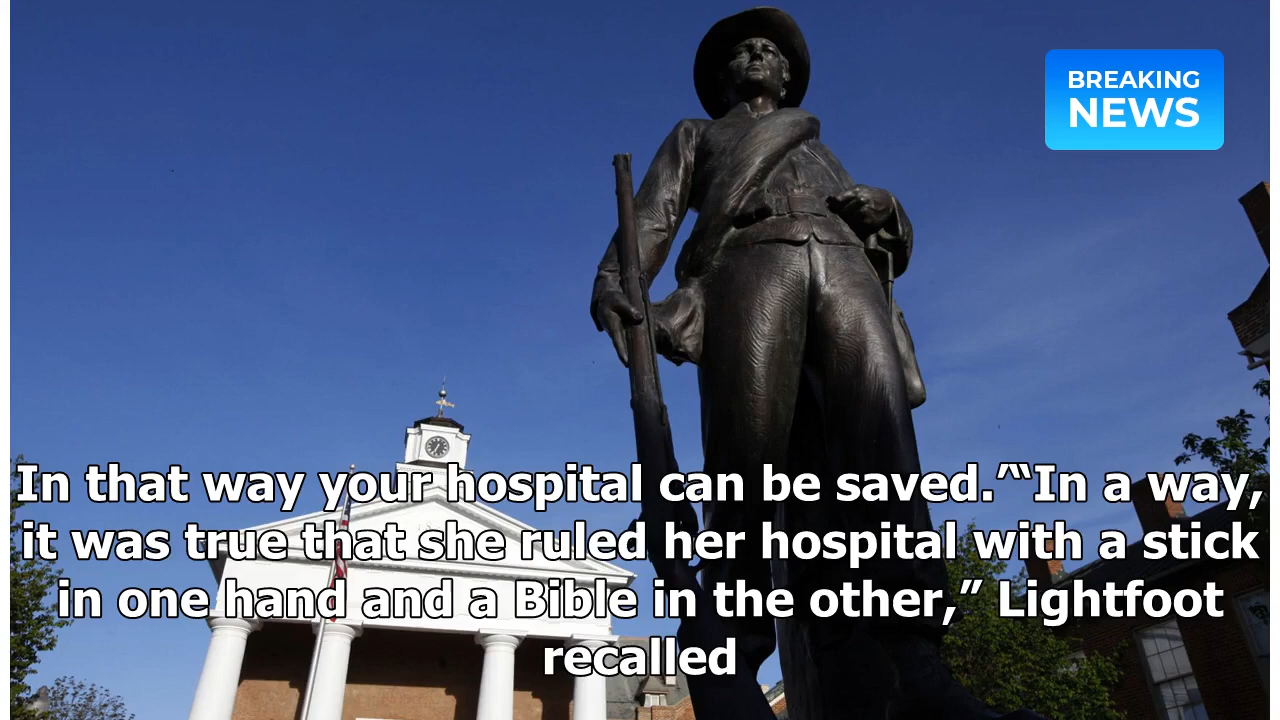 BREAKING
NEWS
In that way your hospital can be saved.’“In a way,
it was true that she ruled her hospital with a stick
in one hand and a Bible in the other,” Lightfoot
recalled